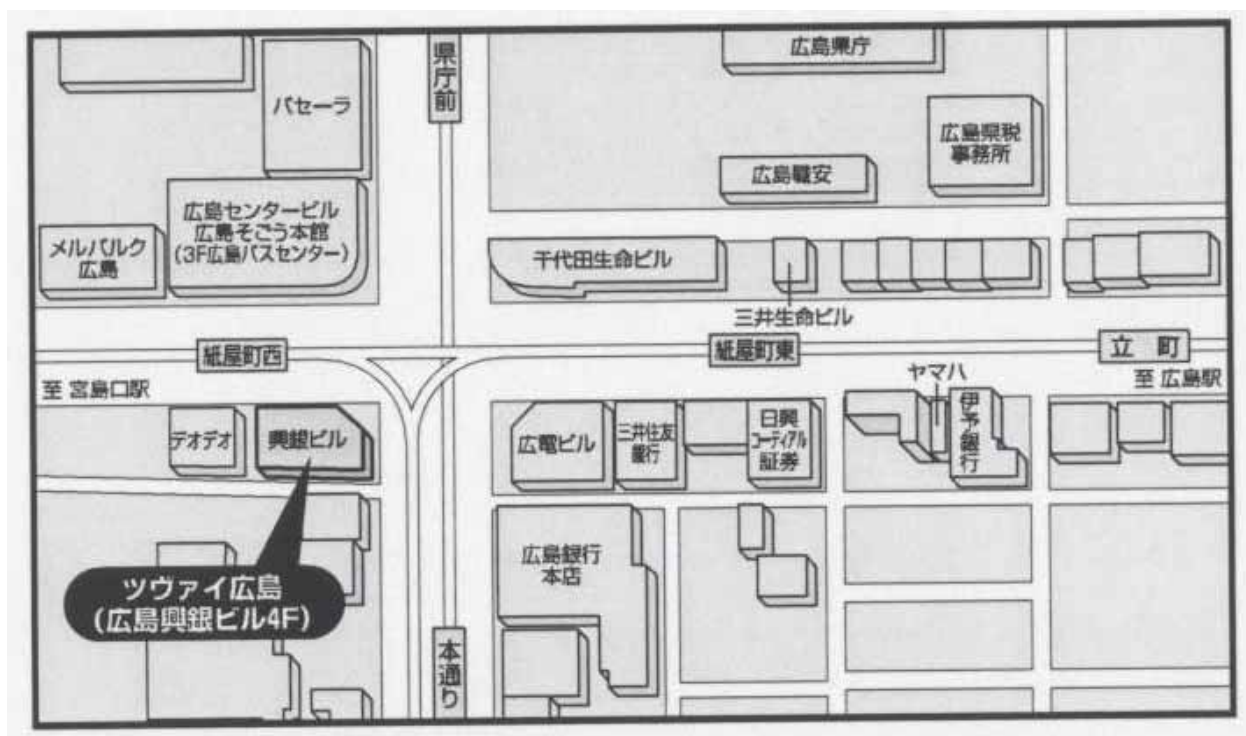 県庁前
広島県庁
パセーラ
広島県税
事務所
広島職安
広島センタービル
広島そごう本館
(3F広島バスセンター)
メルパルク
広島
千代田生命ビル
三井生命ビル
紙屋町西
紙屋町東
立町
至 宮島口駅
至 広島駅
ヤマハ
デオデオ
興銀ビル
広電ビル
三井住友
銀行
日興
コーディアル
証券
伊予銀行
広島銀行
本店
ツヴァイ広島
(広島興銀ビル4F)
本通り